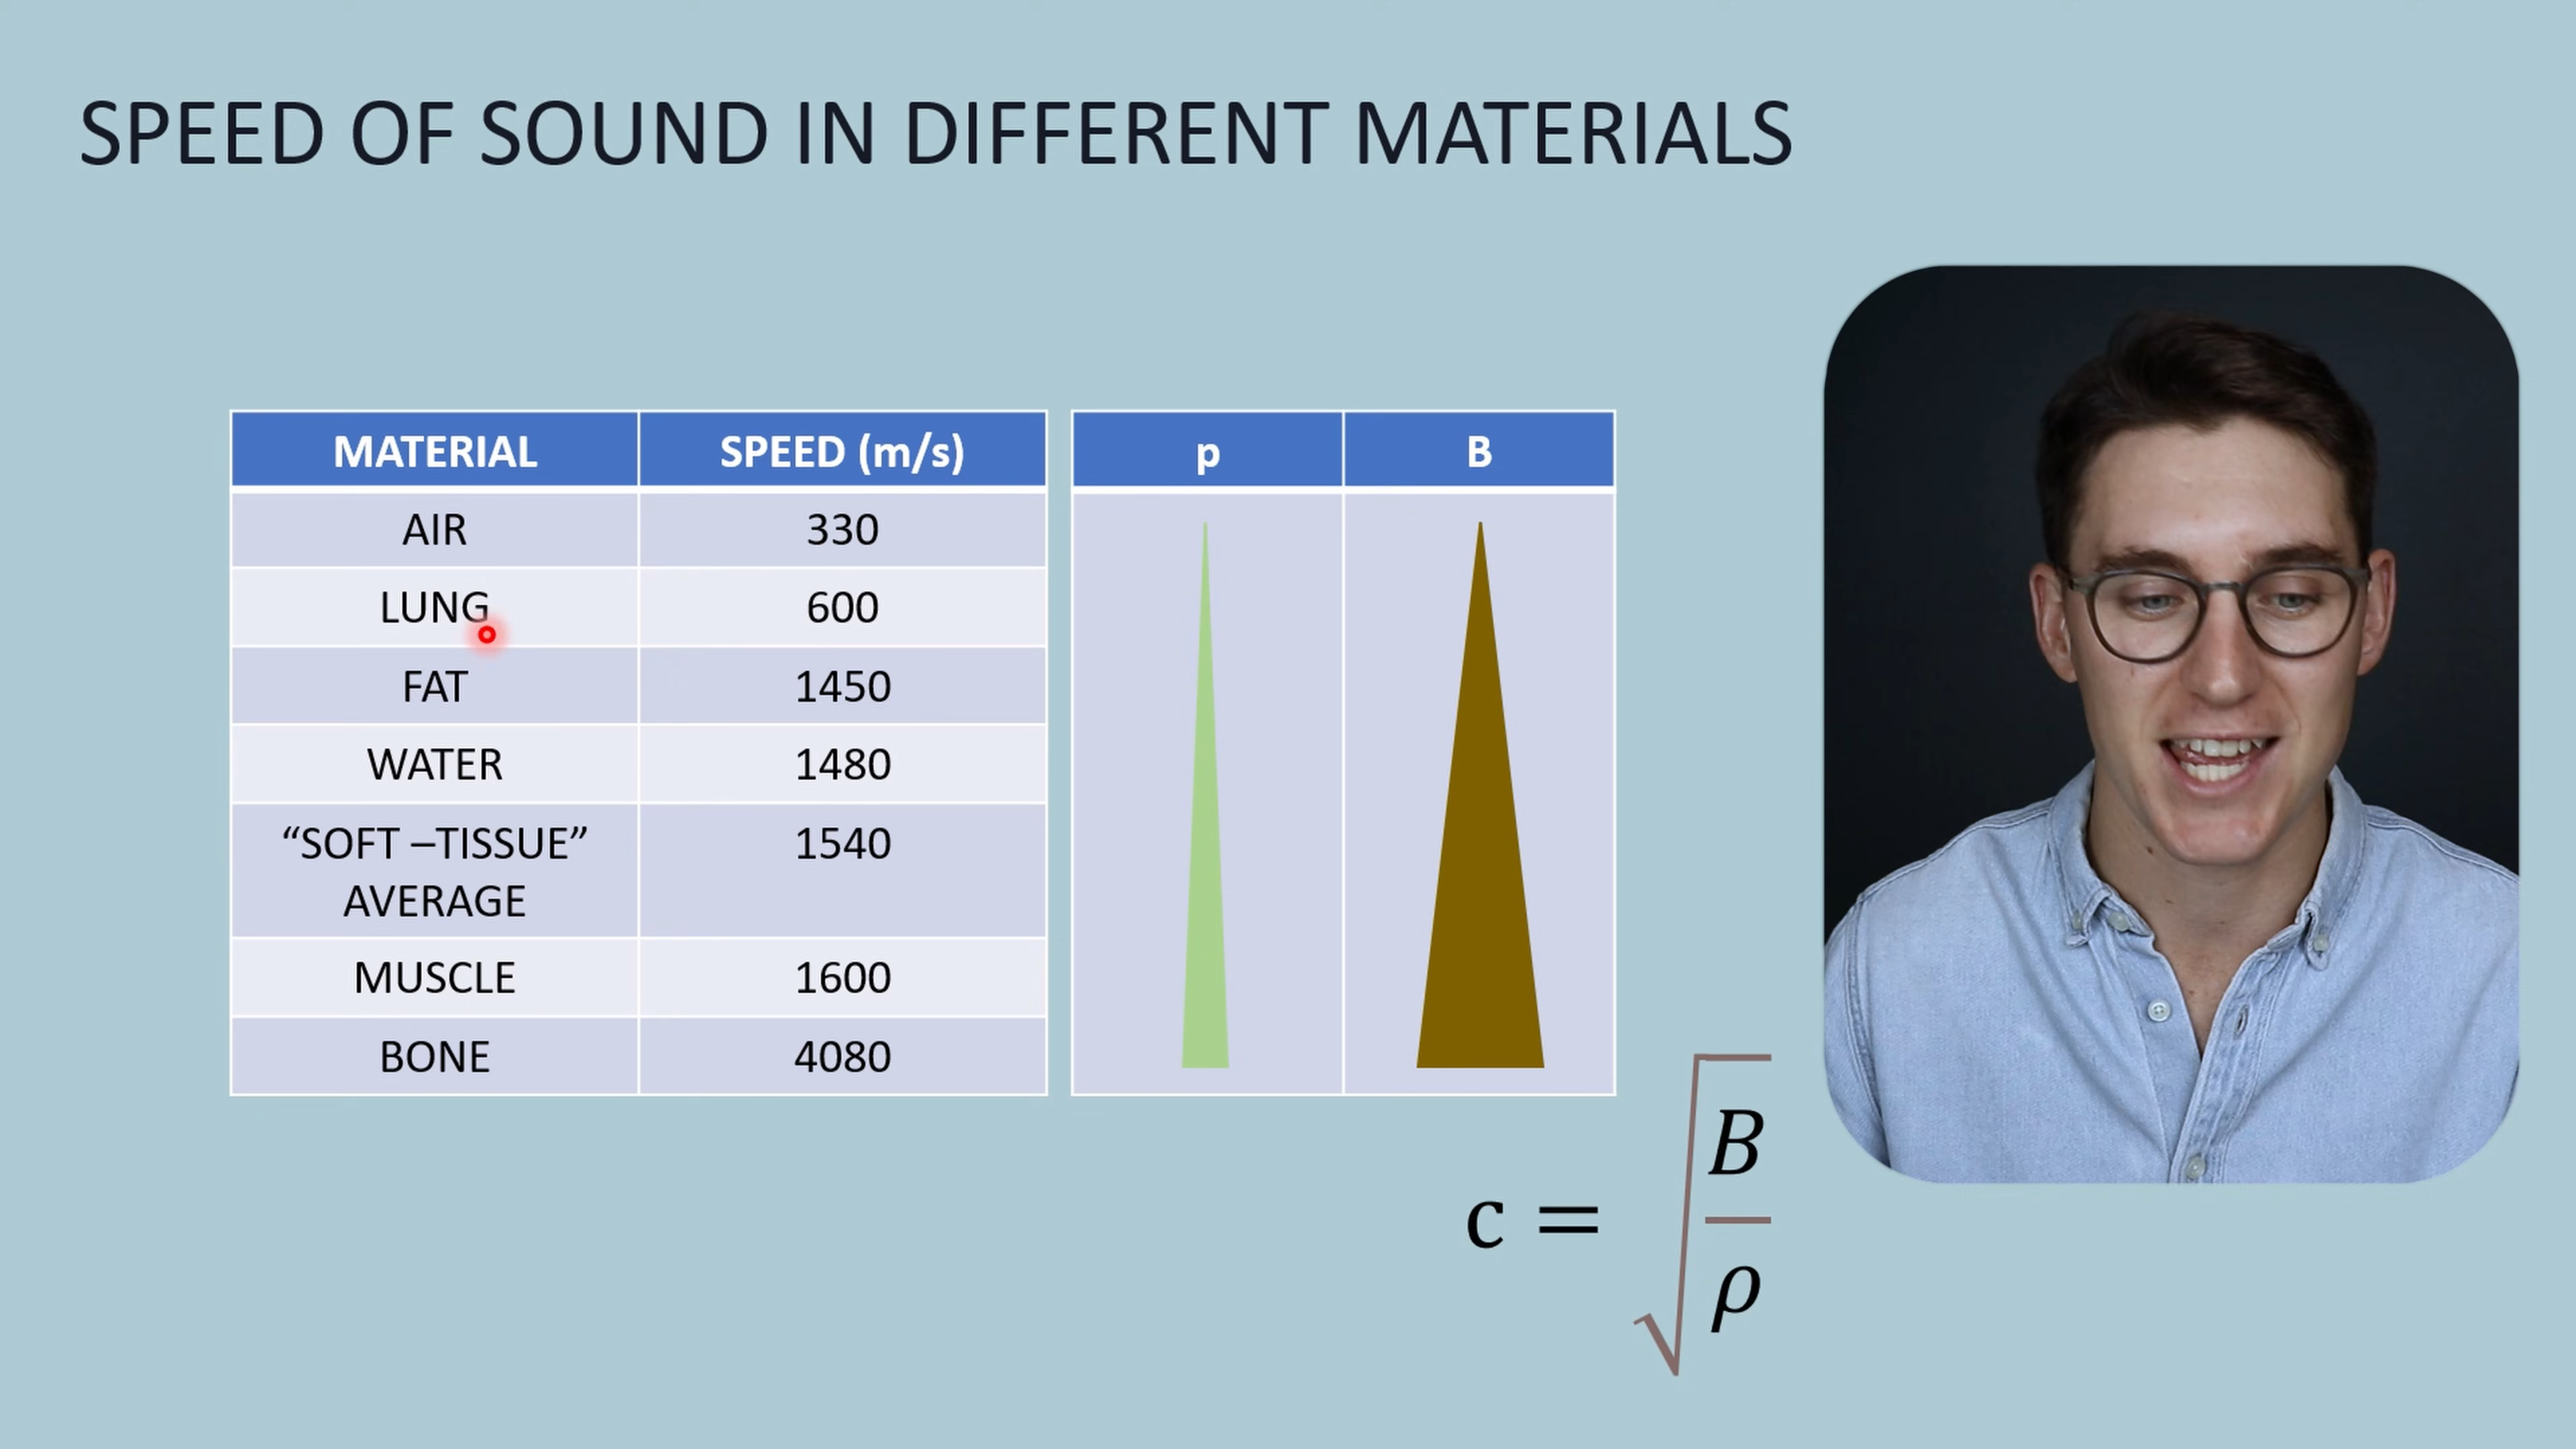 SPEED OF SOUND IN DIFFERENT MATERIALS
MATERIAL SPEED (m/s) p B
AIR 330
LUNG 600
FAT 1450
WATER 1480
“SOFT –TISSUE” 1540
AVERAGE
MUSCLE 1600
BONE 4080
c = √(B/ρ)